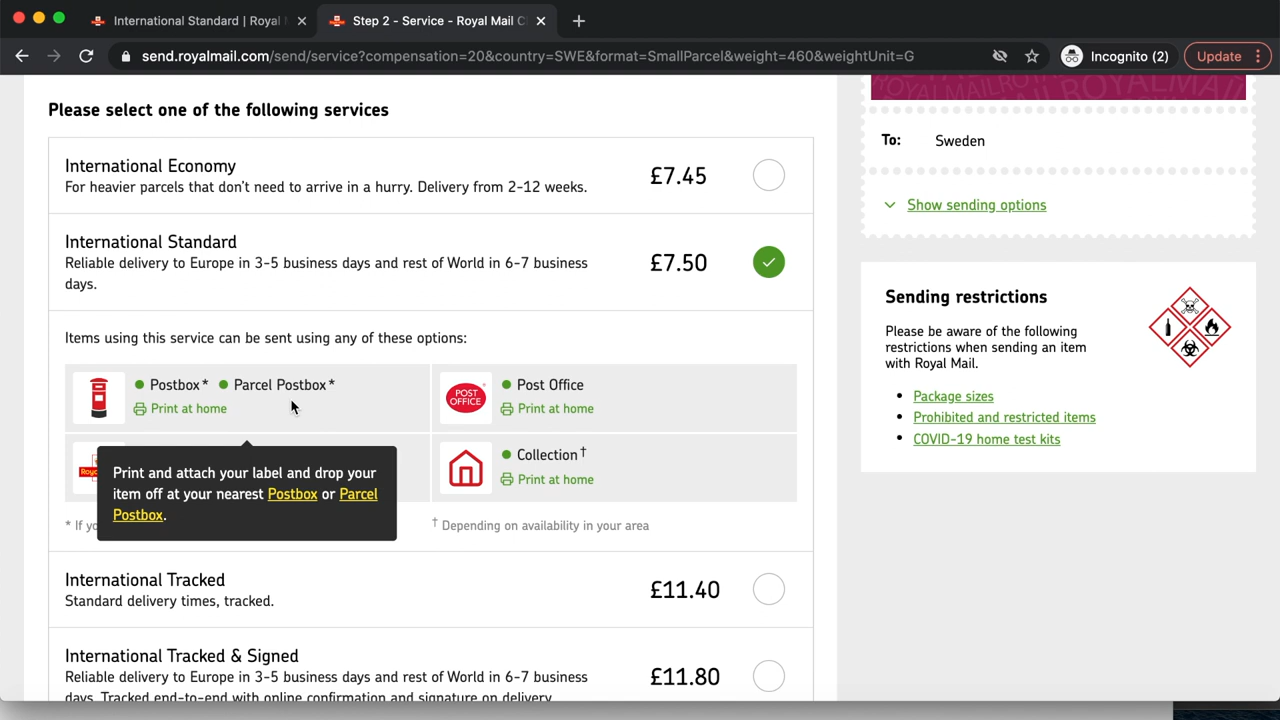 International Standard | Royal
Step 2 - Service - Royal Mail C
send.royalmail.com/send/service?compensation=20&country=SWE&format=SmallParcel&weight=460&weightUnit=G
Incognito (2)
Update
Please select one of the following services
International Economy
For heavier parcels that don't need to arrive in a hurry. Delivery from 2-12 weeks.
£7.45
International Standard
Reliable delivery to Europe in 3-5 business days and rest of World in 6-7 business
days.
£7.50
Items using this service can be sent using any of these options:
Postbox* Parcel Postbox*
Print at home
POST
OFFICE
Post Office
Print at home
Print and attach your label and drop your
item off at your nearest Postbox or Parcel
Postbox.
Collection†
Print at home
* If
† Depending on availability in your area
International Tracked
Standard delivery times, tracked.
£11.40
International Tracked & Signed
Reliable delivery to Europe in 3-5 business days and rest of World in 6-7 business
days. Tracked end-to-end with online confirmation and signature on delivery
£11.80
ROYALMAIL
To: Sweden
Show sending options
Sending restrictions
Please be aware of the following
restrictions when sending an item
with Royal Mail.
Package sizes
Prohibited and restricted items
COVID-19 home test kits